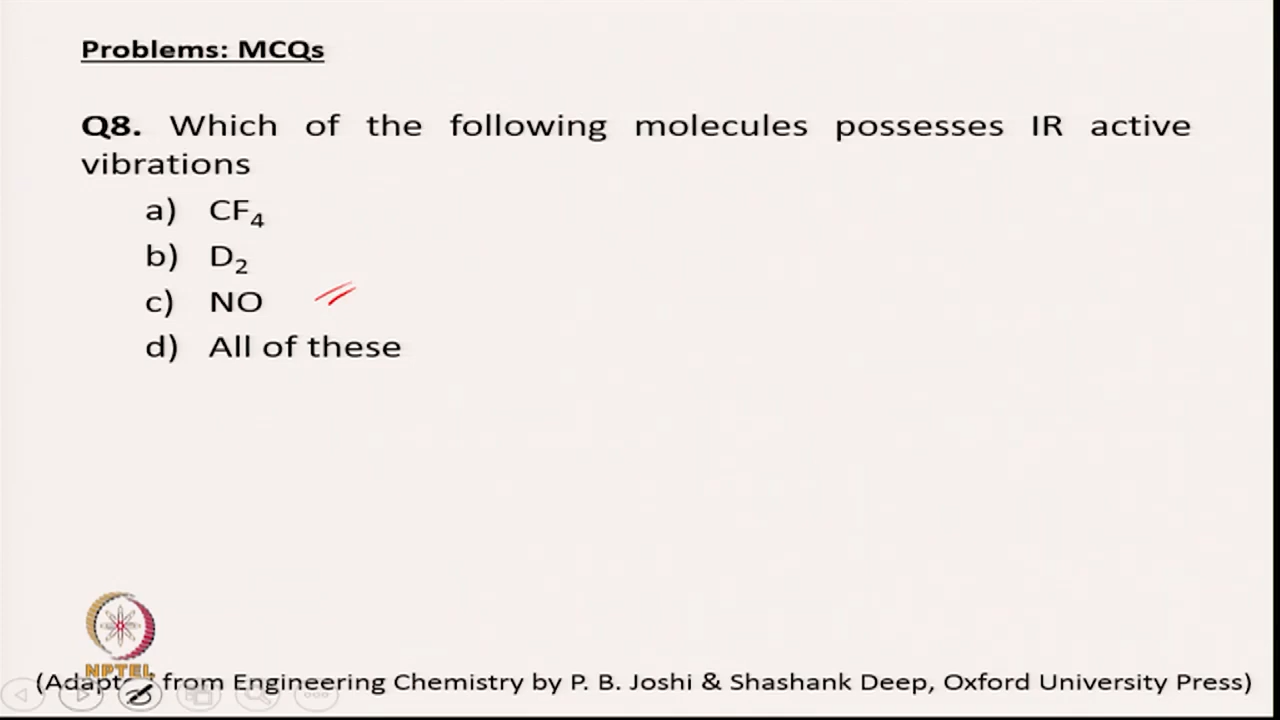 Problems: MCQs
Q8. Which of the following molecules possesses IR active
vibrations
a) CF₄
b) D₂
c) NO
d) All of these
NPTEL
(Adapt from Engineering Chemistry by P. B. Joshi & Shashank Deep, Oxford University Press)